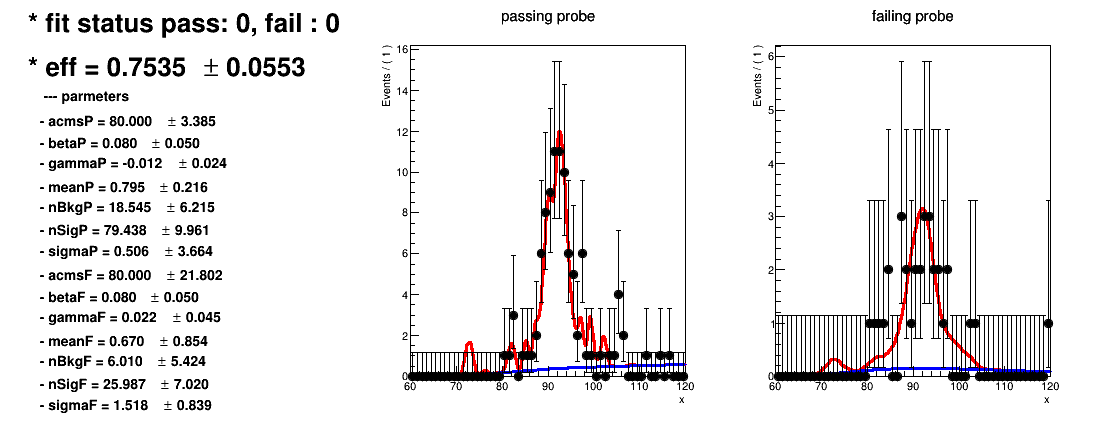 * fit status pass: 0, fail : 0
* eff = 0.7535 ± 0.0553
--- parmeters
- acmsP = 80.000 ± 3.385
- betaP = 0.080 ± 0.050
- gammaP = -0.012 ± 0.024
- meanP = 0.795 ± 0.216
- nBkgP = 18.545 ± 6.215
- nSigP = 79.438 ± 9.961
- sigmaP = 0.506 ± 3.664
- acmsF = 80.000 ± 21.802
- betaF = 0.080 ± 0.050
- gammaF = 0.022 ± 0.045
- meanF = 0.670 ± 0.854
- nBkgF = 6.010 ± 5.424
- nSigF = 25.987 ± 7.020
- sigmaF = 1.518 ± 0.839
passing probe
Events / ( 1 )
16
14
12
10
8
6
4
2
0
60 70 80 90 100 110 120
x
failing probe
Events / ( 1 )
6
5
4
3
2
1
0
60 70 80 90 100 110 120
x